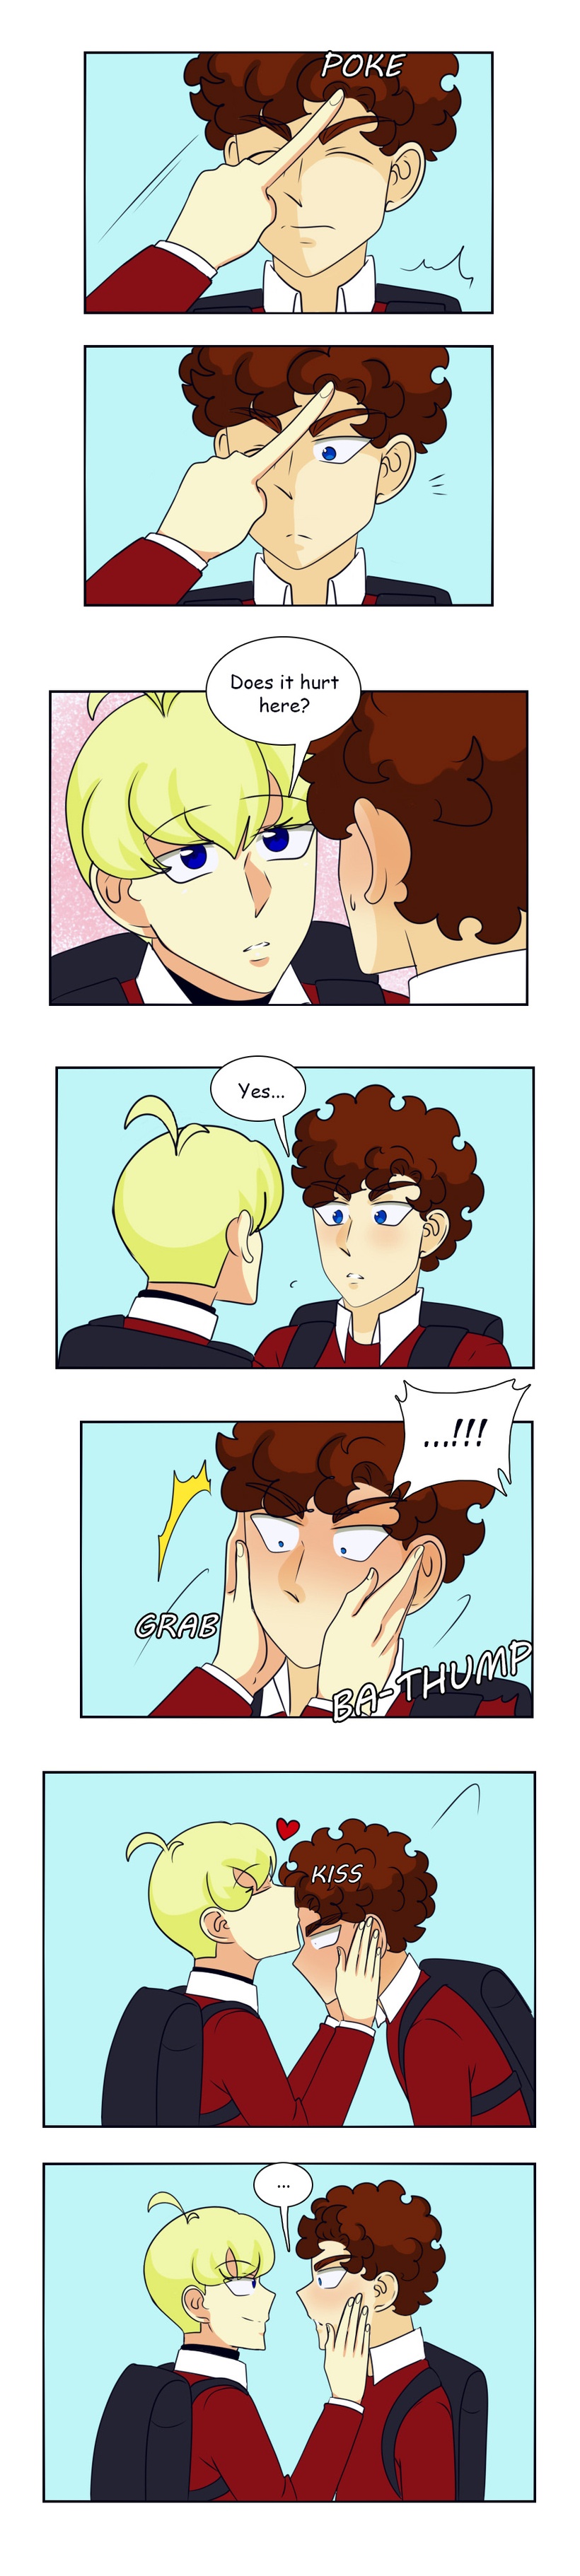 POKE
Does it hurt
here?
Yes...
...!!!
GRAB
BA-THUMP
KISS
...